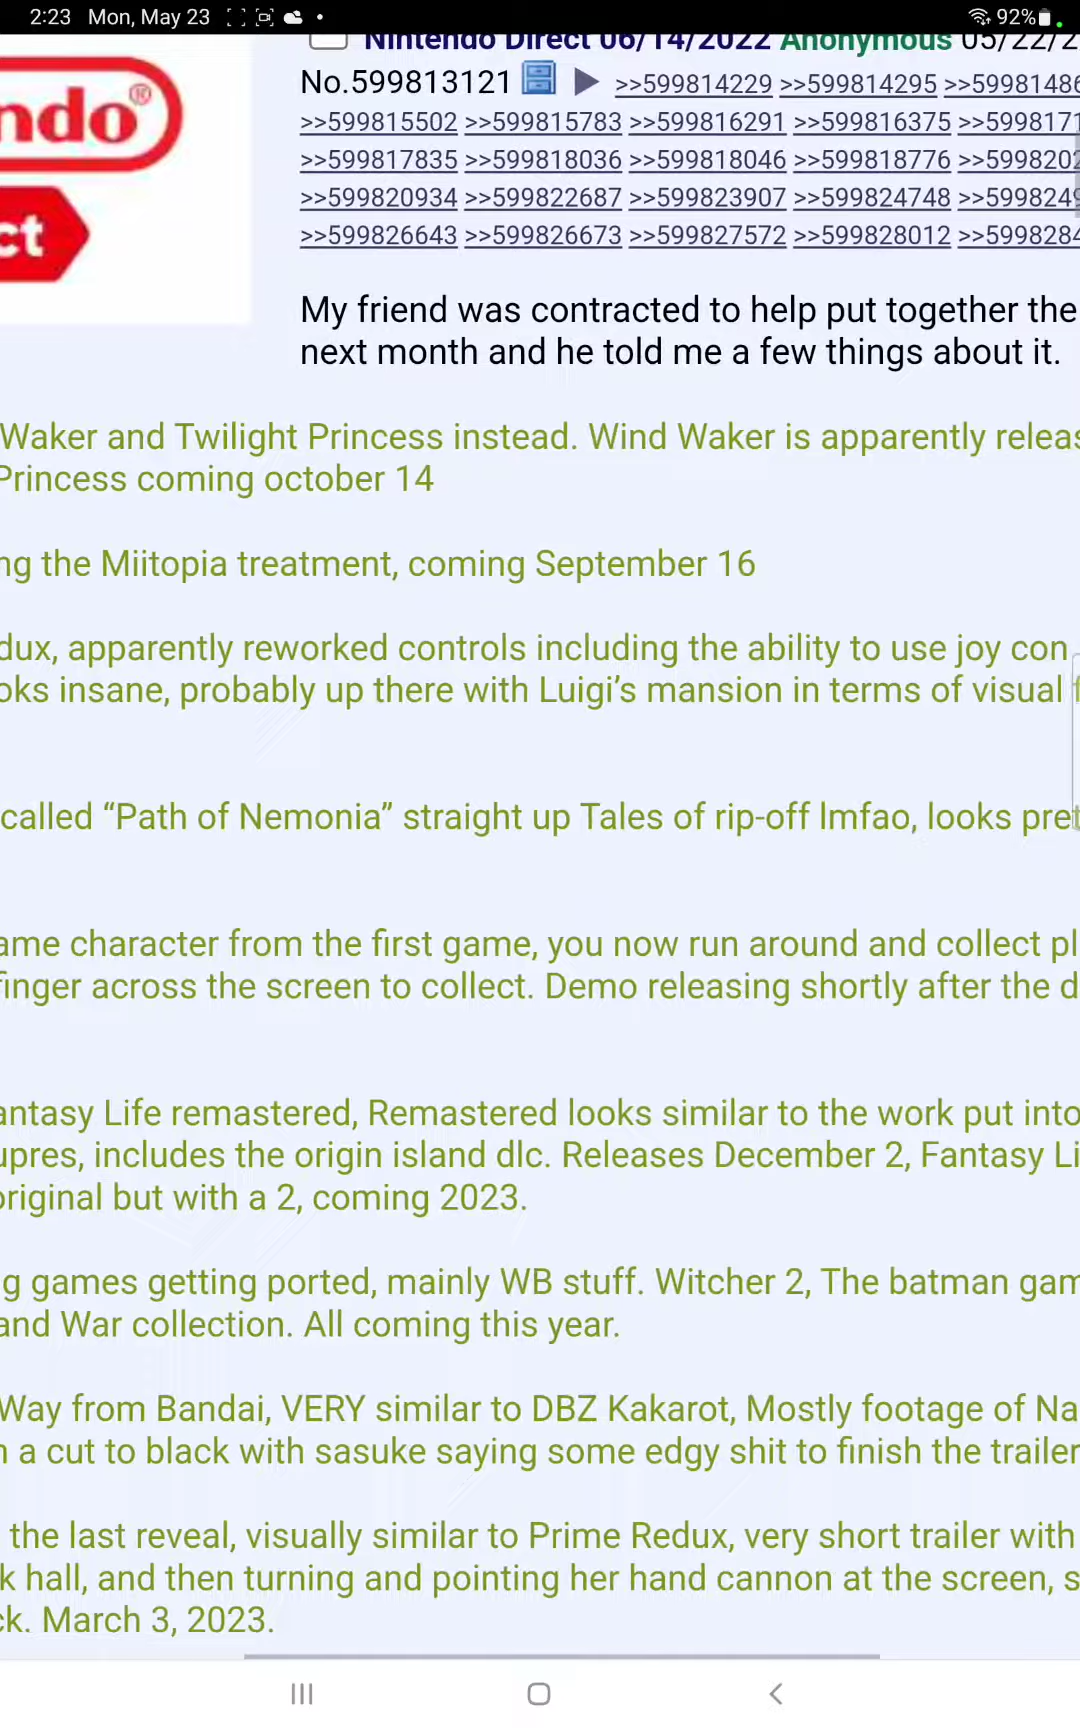 2:23 Mon, May 23 92%
Nintendo Direct 06/14/2022 Anonymous 05/22/2
ndo®
No.599813121 ▶ >>599814229 >>599814295 >>59981486
>>599815502 >>599815783 >>599816291 >>599816375 >>5998171
>>599817835 >>599818036 >>599818046 >>599818776 >>5998202
ct
>>599820934 >>599822687 >>599823907 >>599824748 >>5998249
>>599826643 >>599826673 >>599827572 >>599828012 >>5998284
My friend was contracted to help put together the
next month and he told me a few things about it.
Waker and Twilight Princess instead. Wind Waker is apparently releas
Princess coming october 14
ng the Miitopia treatment, coming September 16
dux, apparently reworked controls including the ability to use joy con
oks insane, probably up there with Luigi's mansion in terms of visual f
called “Path of Nemonia” straight up Tales of rip-off lmfao, looks pret
ame character from the first game, you now run around and collect pl
finger across the screen to collect. Demo releasing shortly after the d
antasy Life remastered, Remastered looks similar to the work put into
upres, includes the origin island dlc. Releases December 2, Fantasy Li
original but with a 2, coming 2023.
g games getting ported, mainly WB stuff. Witcher 2, The batman gam
and War collection. All coming this year.
Way from Bandai, VERY similar to DBZ Kakarot, Mostly footage of Na
n a cut to black with sasuke saying some edgy shit to finish the trailer
the last reveal, visually similar to Prime Redux, very short trailer with
k hall, and then turning and pointing her hand cannon at the screen, s
ck. March 3, 2023.